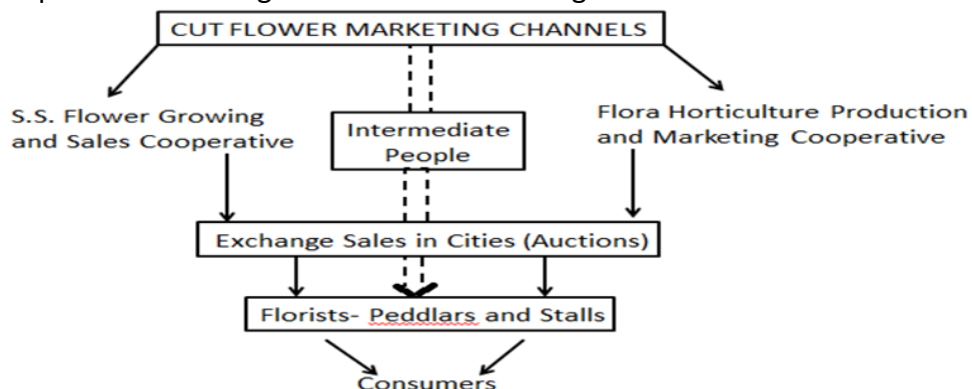 CUT FLOWER MARKETING CHANNELS
S.S. Flower Growing
and Sales Cooperative
Intermediate
People
Flora Horticulture Production
and Marketing Cooperative
Exchange Sales in Cities (Auctions)
Florists- Peddlars and Stalls
Consumers